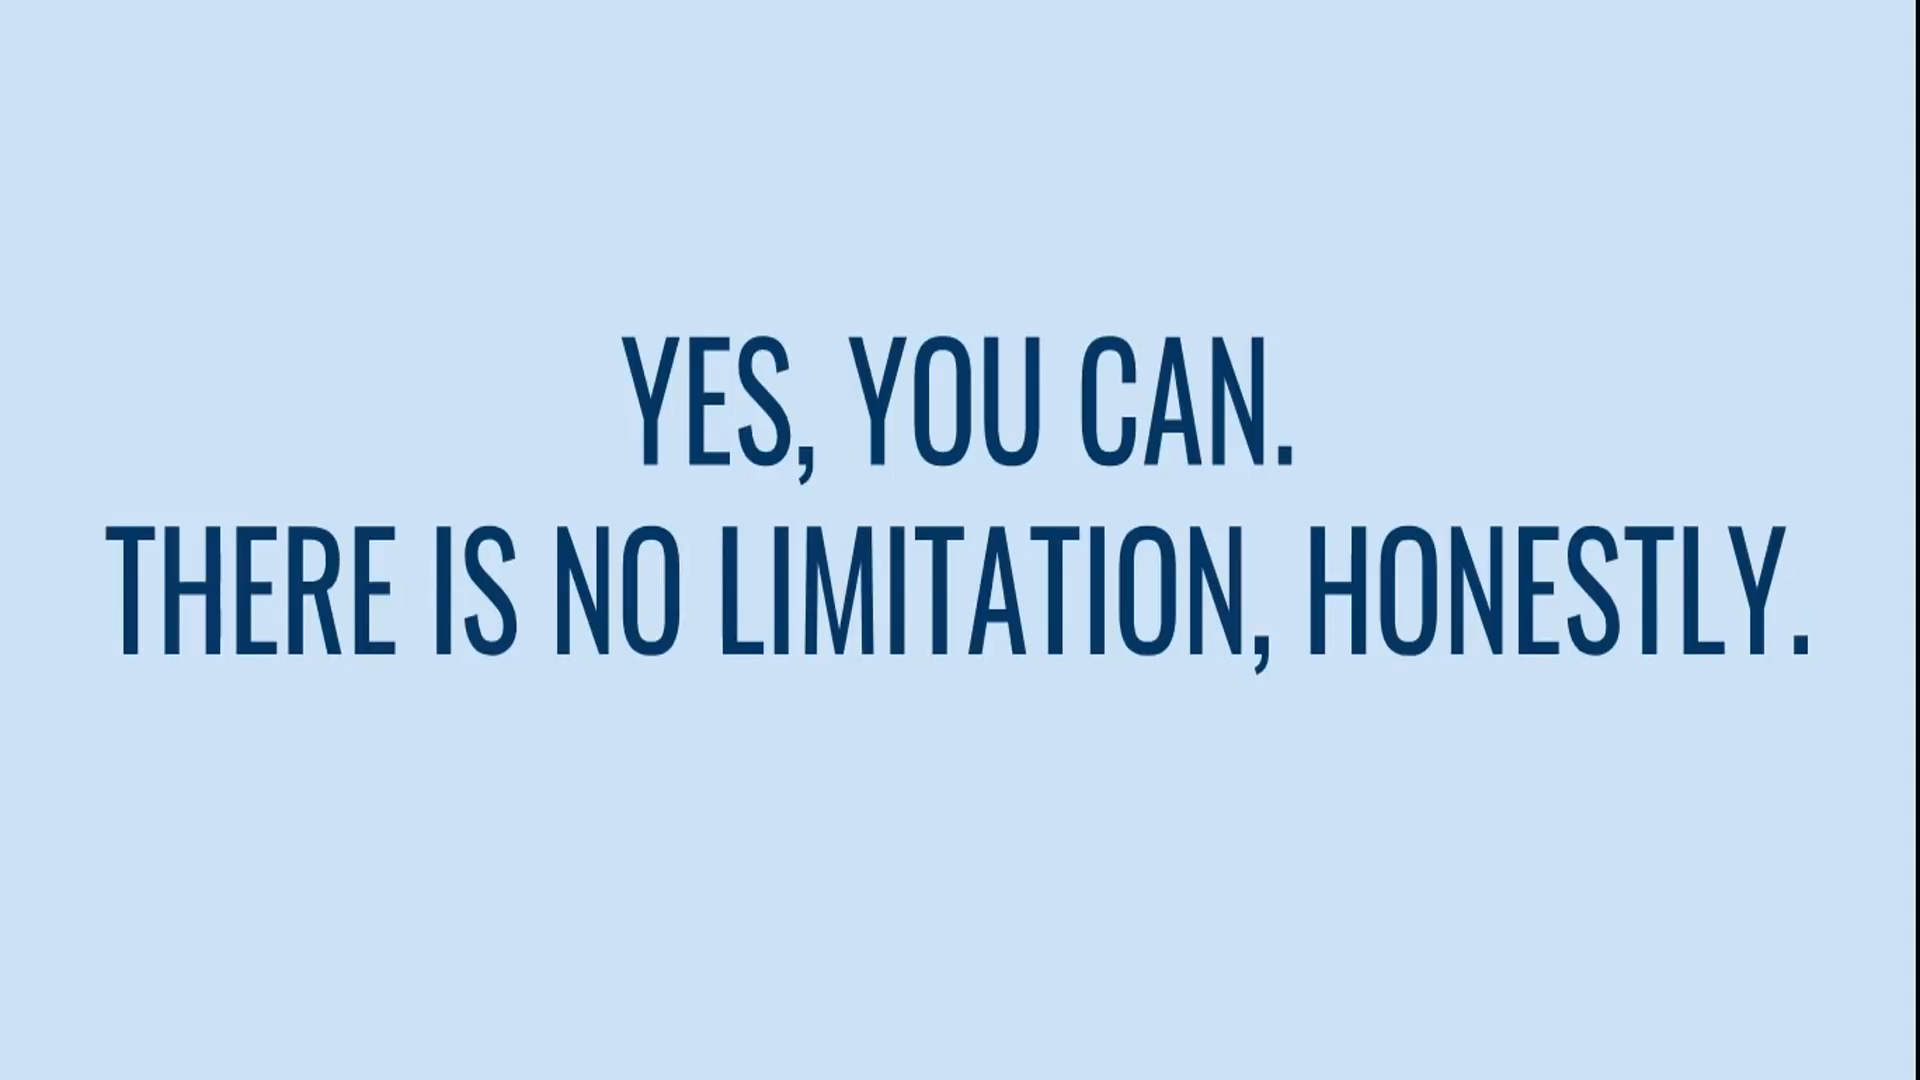 YES, YOU CAN.
THERE IS NO LIMITATION, HONESTLY.